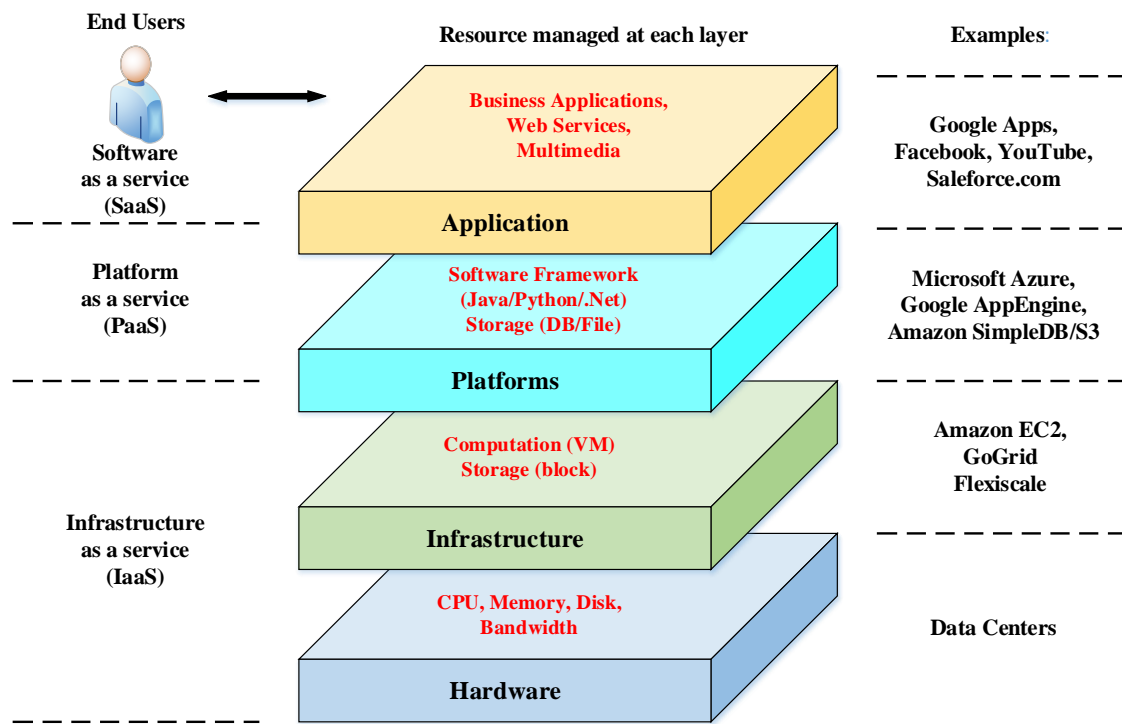 End Users
Resource managed at each layer
Examples:
Software
as a service
(SaaS)
Business Applications,
Web Services,
Multimedia
Application
Google Apps,
Facebook, YouTube,
Saleforce.com
Platform
as a service
(PaaS)
Software Framework
(Java/Python/.Net)
Storage (DB/File)
Platforms
Microsoft Azure,
Google AppEngine,
Amazon SimpleDB/S3
Infrastructure
as a service
(IaaS)
Computation (VM)
Storage (block)
Infrastructure
Amazon EC2,
GoGrid
Flexiscale
CPU, Memory, Disk,
Bandwidth
Hardware
Data Centers